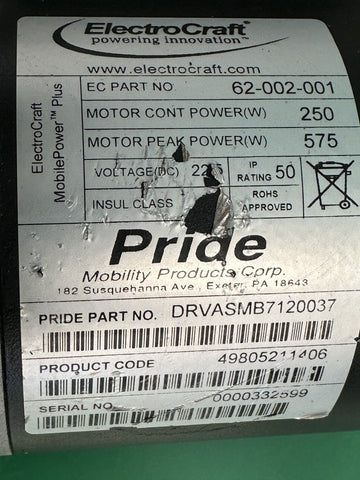 ElectroCraft®
powering innovation™
www.electrocraft.com
ElectroCraft
MobilePower™ Plus
EC PART NO. 62-002-001
MOTOR CONT POWER(W) 250
MOTOR PEAK POWER(W) 575
VOLTAGE(DC) IP RATING 50
INSUL CLASS ROHS APPROVED
Pride®
Mobility Products Corp.
182 Susquehanna Ave., Exeter, PA 18643
PRIDE PART NO. DRVASMB7120037
PRODUCT CODE 49805211406
SERIAL NO. 0000332599